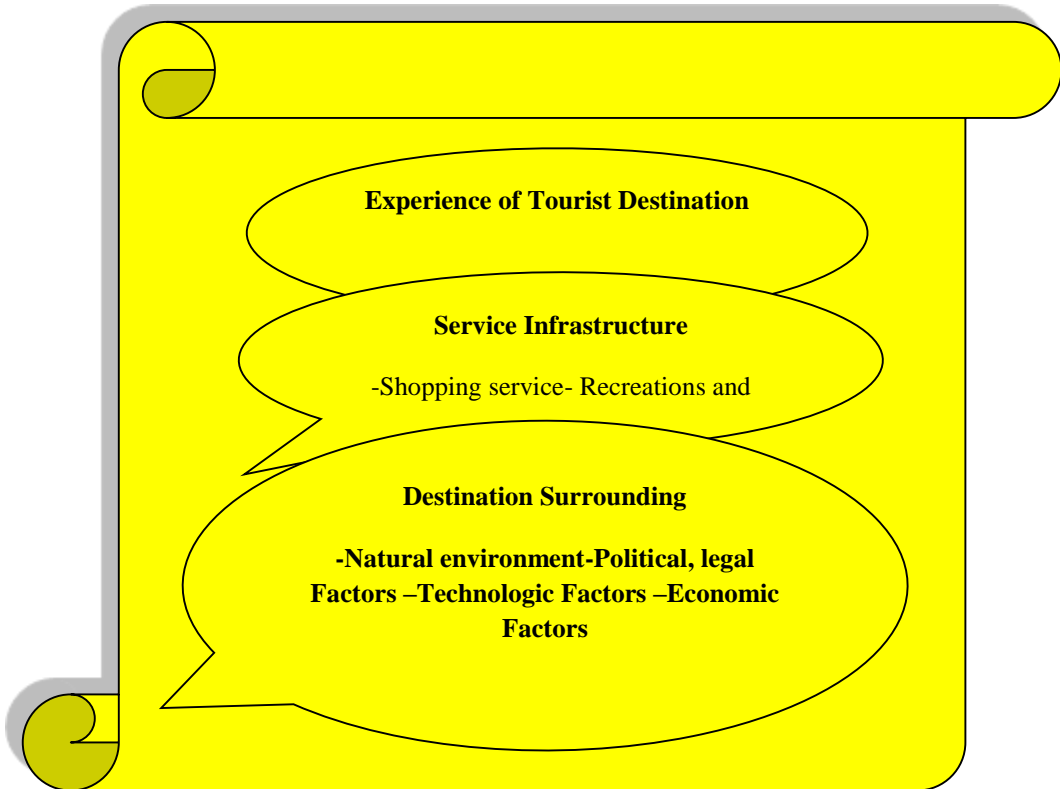 Experience of Tourist Destination
Service Infrastructure
-Shopping service- Recreations and
Destination Surrounding
-Natural environment-Political, legal
Factors –Technologic Factors –Economic
Factors